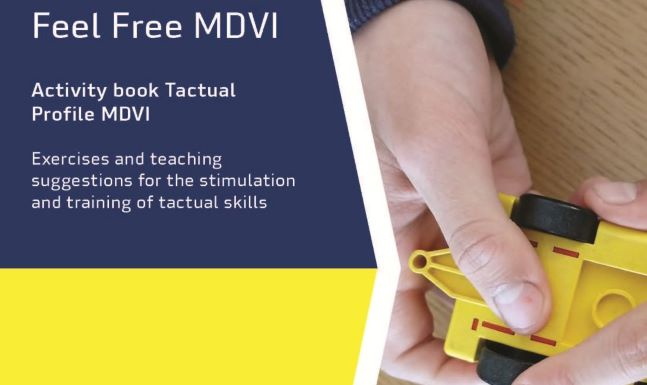 Feel Free MDVI
Activity book Tactual
Profile MDVI
Exercises and teaching
suggestions for the stimulation
and training of tactual skills